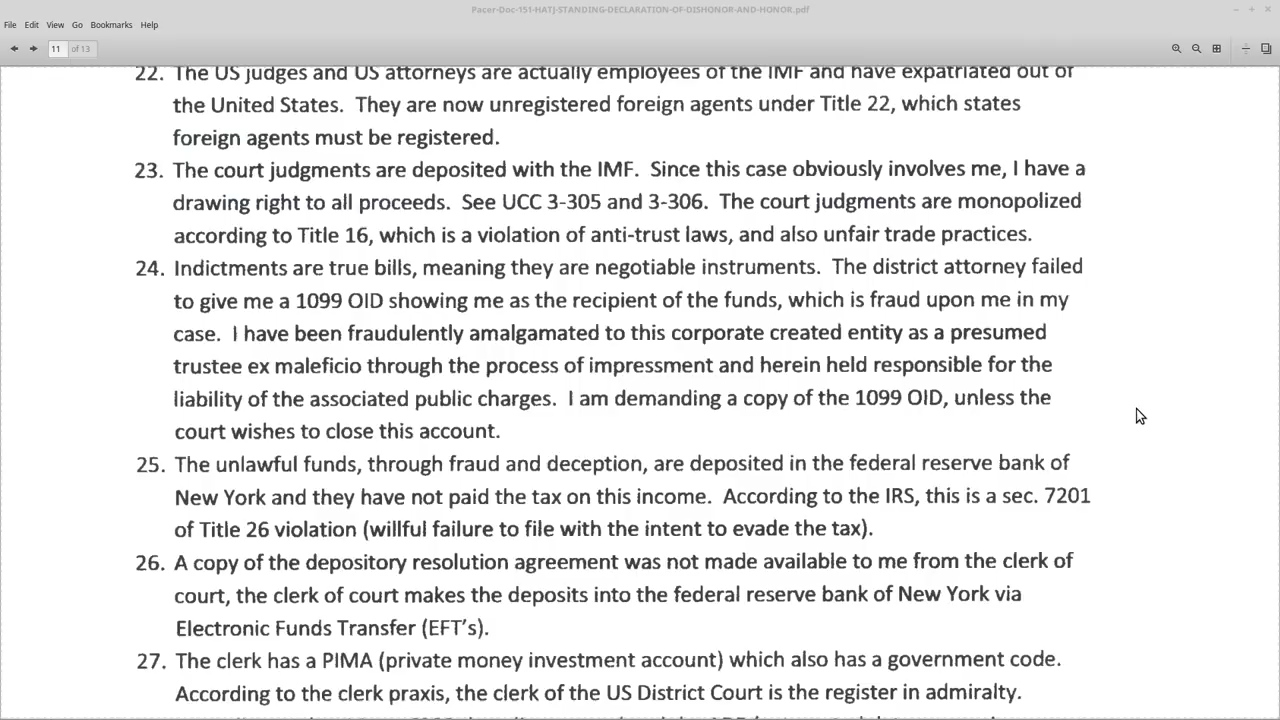 Pacer-Doc-151-HATJ-STANDING-DECLARATION-OF-DISHONOR-AND-HONOR.pdf
File Edit View Go Bookmarks Help
11 of 13
22. The US judges and US attorneys are actually employees of the IMF and have expatriated out of
the United States. They are now unregistered foreign agents under Title 22, which states
foreign agents must be registered.
23. The court judgments are deposited with the IMF. Since this case obviously involves me, I have a
drawing right to all proceeds. See UCC 3-305 and 3-306. The court judgments are monopolized
according to Title 16, which is a violation of anti-trust laws, and also unfair trade practices.
24. Indictments are true bills, meaning they are negotiable instruments. The district attorney failed
to give me a 1099 OID showing me as the recipient of the funds, which is fraud upon me in my
case. I have been fraudulently amalgamated to this corporate created entity as a presumed
trustee ex maleficio through the process of impressment and herein held responsible for the
liability of the associated public charges. I am demanding a copy of the 1099 OID, unless the
court wishes to close this account.
25. The unlawful funds, through fraud and deception, are deposited in the federal reserve bank of
New York and they have not paid the tax on this income. According to the IRS, this is a sec. 7201
of Title 26 violation (willful failure to file with the intent to evade the tax).
26. A copy of the depository resolution agreement was not made available to me from the clerk of
court, the clerk of court makes the deposits into the federal reserve bank of New York via
Electronic Funds Transfer (EFT's).
27. The clerk has a PIMA (private money investment account) which also has a government code.
According to the clerk praxis, the clerk of the US District Court is the register in admiralty.